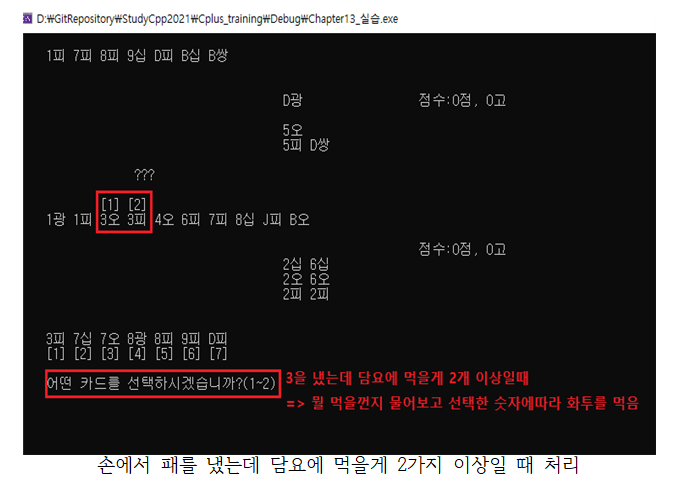 D:₩GitRepository₩StudyCpp2021₩Cplus_training₩Debug₩Chapter13_실습.exe
1피 7피 8피 9십 D피 B십 B쌍
D광 점수:0점, 0고
5오
5피 D쌍
???
[1] [2]
1광 1피 3오 3피 4오 6피 7피 8십 J피 B오
점수:0점, 0고
2십 6십
2오 6오
2피 2피
3피 7십 7오 8광 8피 9피 D피
[1] [2] [3] [4] [5] [6] [7]
어떤 카드를 선택하시겠습니까?(1~2)
3을 냈는데 담요에 먹을게 2개 이상일때
=> 뭘 먹을껀지 물어보고 선택한 숫자에따라 화투를 먹음
손에서 패를 냈는데 담요에 먹을게 2가지 이상일 때 처리